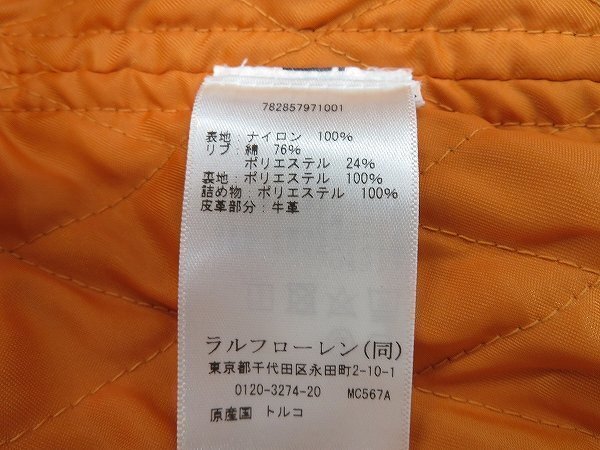 782857971001
表地：ナイロン 100%
リブ：綿 76%
ポリエステル 24%
裏地：ポリエステル 100%
詰め物：ポリエステル 100%
皮革部分：牛革
ラルフローレン(同)
東京都千代田区永田町2-10-1
0120-3274-20 MC567A
原産国 トルコ